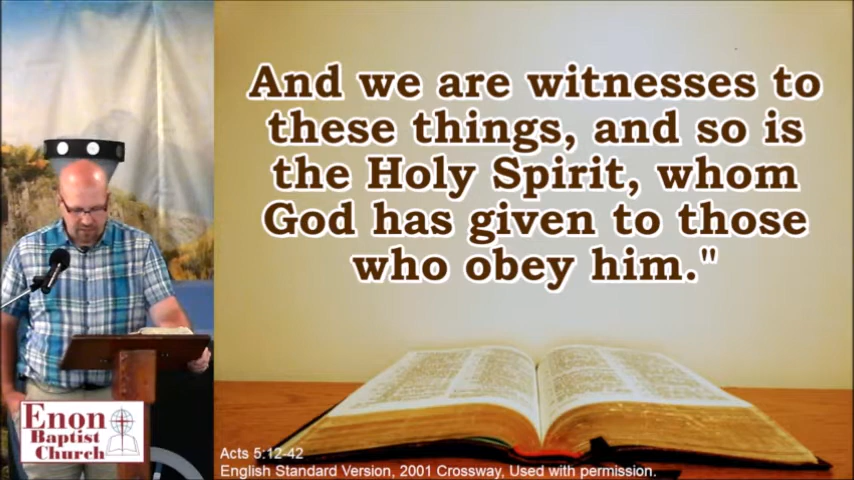 And we are witnesses to
these things, and so is
the Holy Spirit, whom
God has given to those
who obey him."
Enon
Baptist
Church
Acts 5:12-42
English Standard Version, 2001 Crossway, Used with permission.